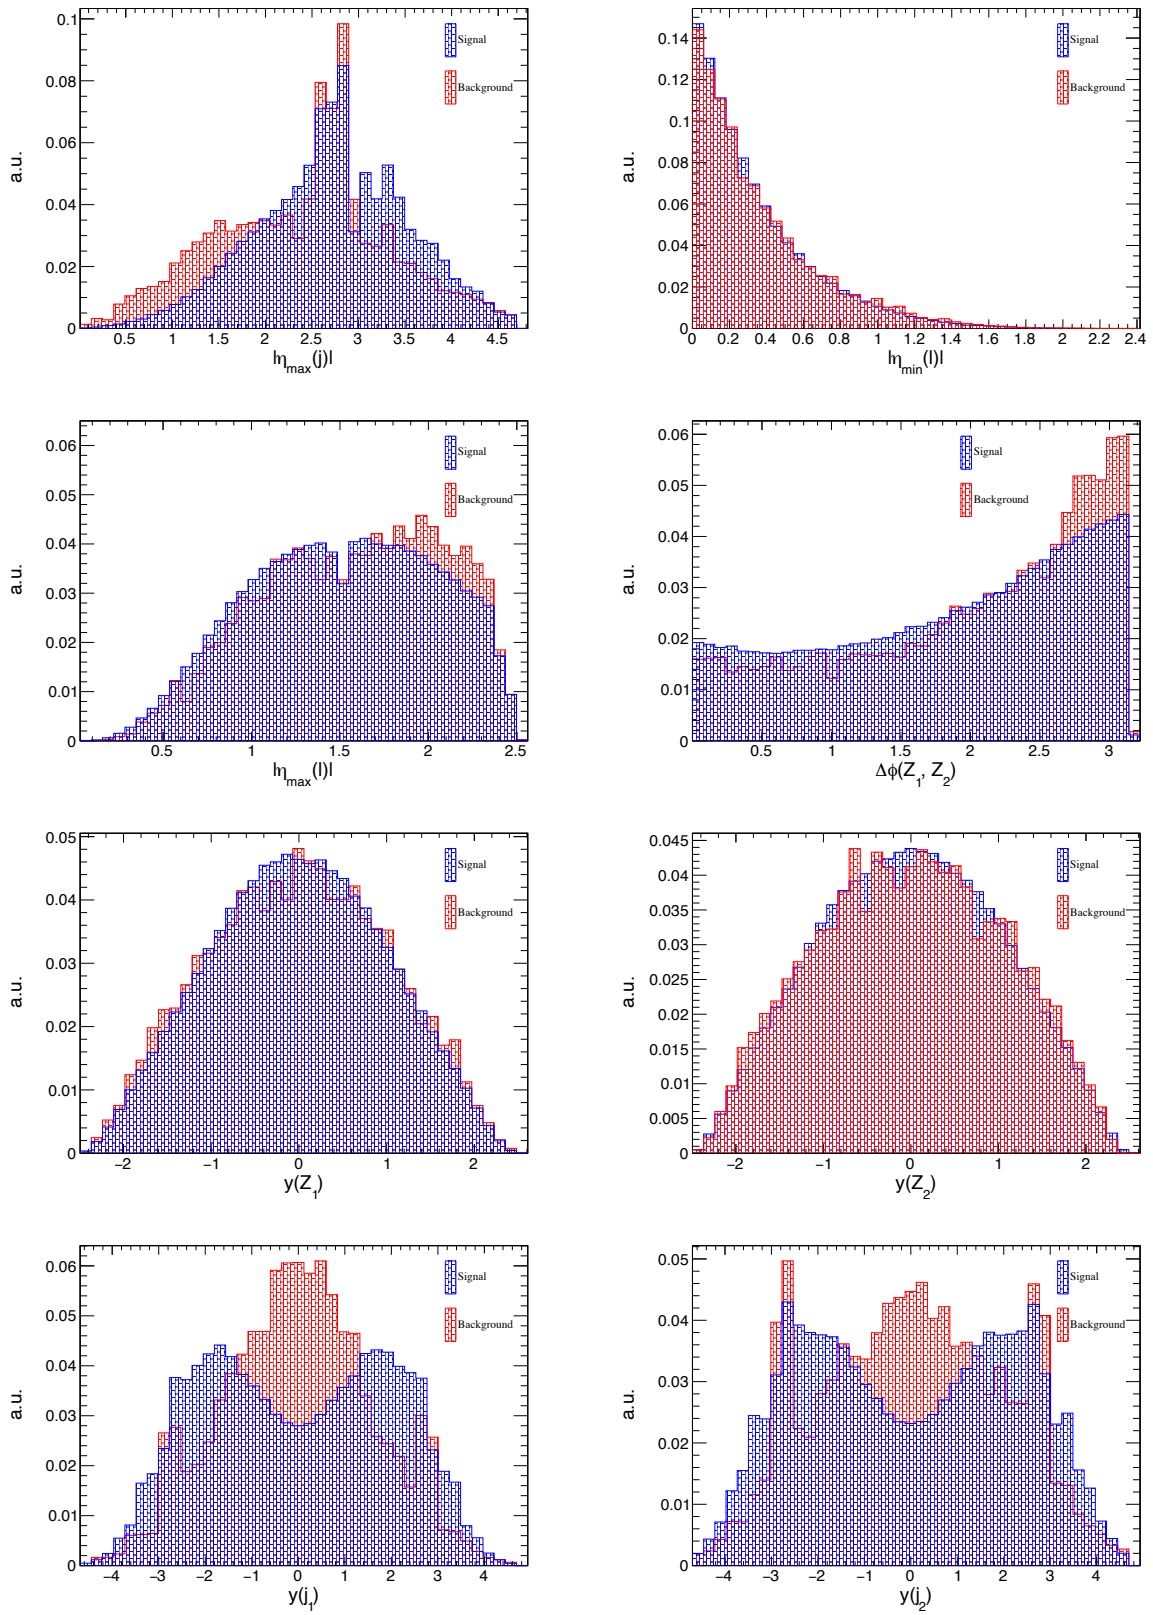 0.1
0.08
0.06
0.04
0.02
0
a.u.
Signal
Background
0.5 1 1.5 2 2.5 3 3.5 4 4.5
|η_max(j)|
0.14
0.12
0.1
0.08
0.06
0.04
0.02
0
a.u.
Signal
Background
0 0.2 0.4 0.6 0.8 1 1.2 1.4 1.6 1.8 2 2.2 2.4
|η_min(l)|
0.06
0.05
0.04
0.03
0.02
0.01
0
a.u.
Signal
Background
0.5 1 1.5 2 2.5
|η_max(l)|
0.06
0.05
0.04
0.03
0.02
0.01
0
a.u.
Signal
Background
0.5 1 1.5 2 2.5 3
Δϕ(Z_1, Z_2)
0.05
0.04
0.03
0.02
0.01
0
a.u.
Signal
Background
−2 −1 0 1 2
y(Z_1)
0.045
0.04
0.035
0.03
0.025
0.02
0.015
0.01
0.005
0
a.u.
Signal
Background
−2 −1 0 1 2
y(Z_2)
0.06
0.05
0.04
0.03
0.02
0.01
0
a.u.
Signal
Background
−4 −3 −2 −1 0 1 2 3 4
y(j_1)
0.05
0.04
0.03
0.02
0.01
0
a.u.
Signal
Background
−4 −3 −2 −1 0 1 2 3 4
y(j_2)